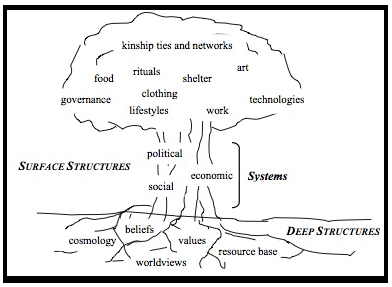 kinship ties and networks
art
rituals
food
shelter
clothing
governance
technologies
lifestyles
work
political
SURFACE STRUCTURES
economic
Systems
social
beliefs
DEEP STRUCTURES
cosmology
values
resource base
worldviews